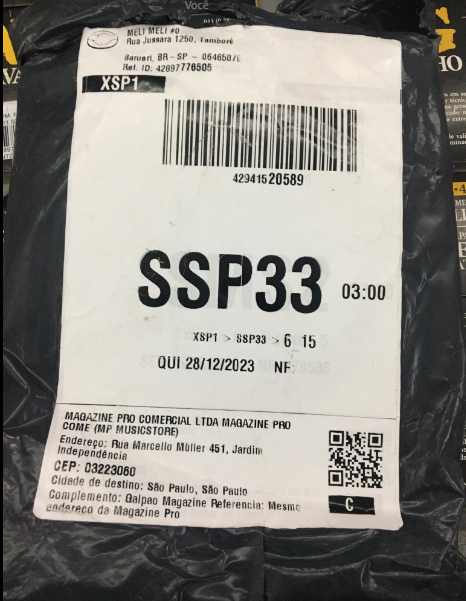 Você
MELI MELI #0
Rua Jussara 1250, Tamboré
Barueri, BR - SP - 06465070
Ref. ID: 42897776505
XSP1
42941520589
SSP33 03:00
XSP1 > SSP33 > 6 15
QUI 28/12/2023 NF:
MAGAZINE PRO COMERCIAL LTDA MAGAZINE PRO
COME (MP MUSICSTORE)
Endereço: Rua Marcello Müller 451, Jardim
Independência
CEP: 03223060
Cidade de destino: São Paulo, São Paulo
Complemento: Galpao Magazine Referencia: Mesmo
endereco da Magazine Pro
C